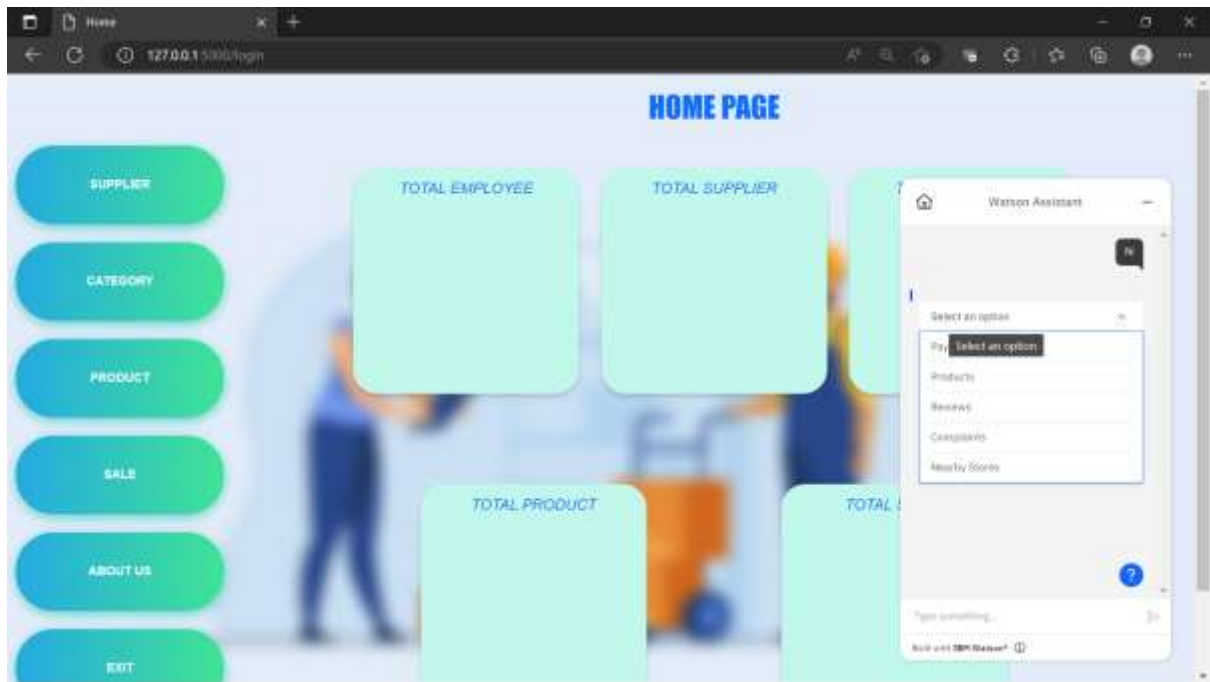 Home
127.0.0.1:5000/login
HOME PAGE
SUPPLIER
CATEGORY
PRODUCT
SALE
ABOUT US
EXIT
TOTAL EMPLOYEE
TOTAL SUPPLIER
T
TOTAL PRODUCT
TOTAL
Watson Assistant
hi
Select an option
Pay
Select an option
Products
Reviews
Complaints
Nearby Stores
Type something...
Built with IBM Watson®